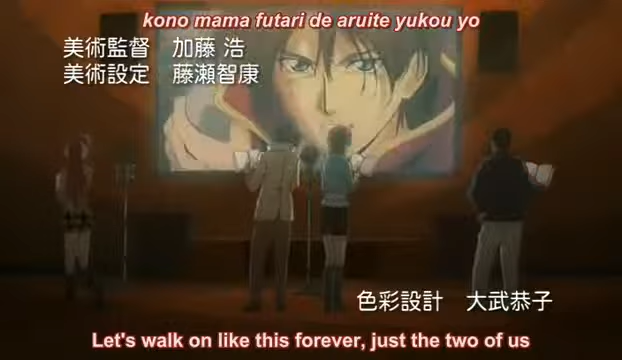 kono mama futari de aruite yukou yo
美術監督　加藤 浩
美術設定　藤瀬智康
色彩設計　大武恭子
Let's walk on like this forever, just the two of us